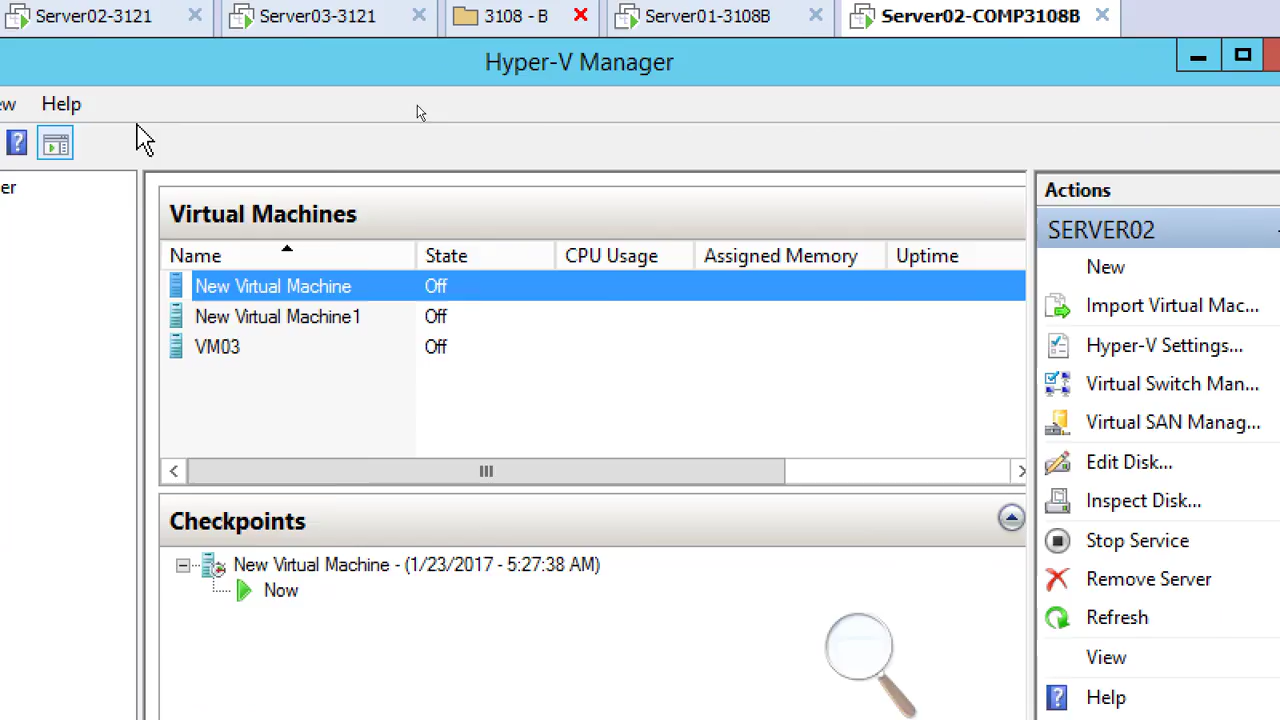 Server02-3121
Server03-3121
3108 - B
Server01-3108B
Server02-COMP3108B
Hyper-V Manager
ew Help
er
Virtual Machines
Name State CPU Usage Assigned Memory Uptime
New Virtual Machine Off
New Virtual Machine1 Off
VM03 Off
Checkpoints
New Virtual Machine - (1/23/2017 - 5:27:38 AM)
Now
Actions
SERVER02
New
Import Virtual Mac...
Hyper-V Settings...
Virtual Switch Man...
Virtual SAN Manag...
Edit Disk...
Inspect Disk...
Stop Service
Remove Server
Refresh
View
Help